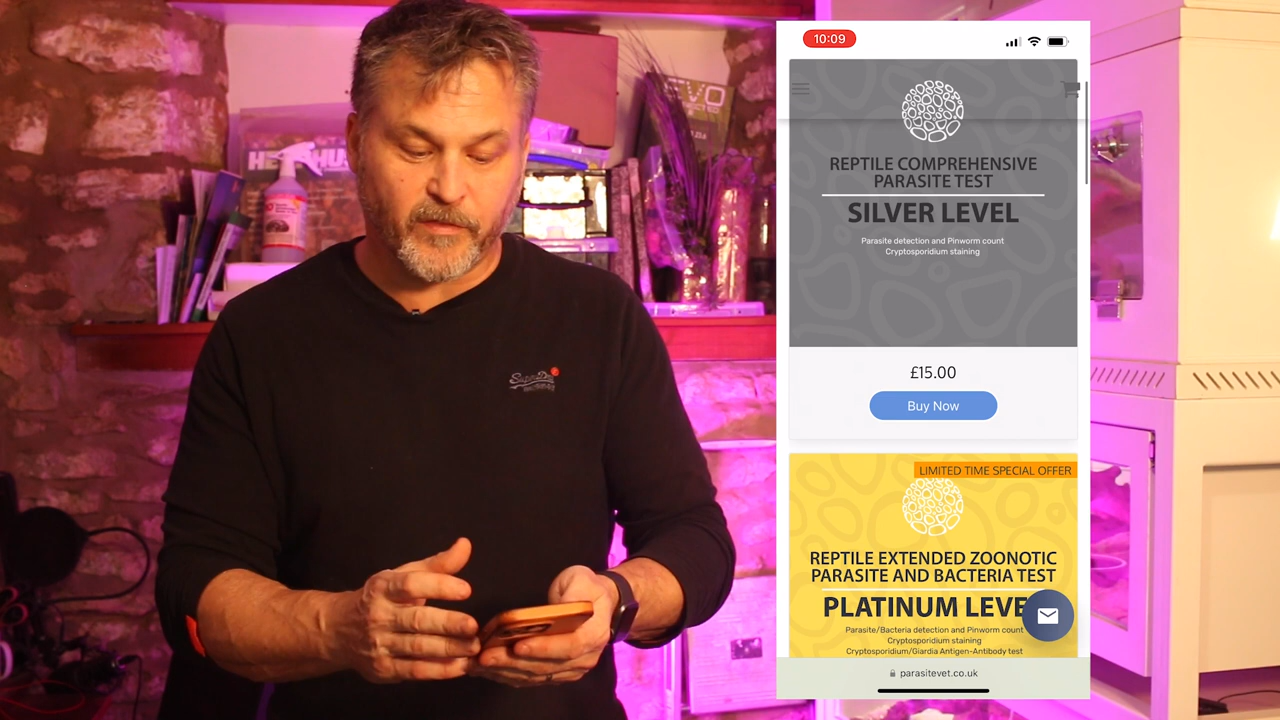 EVO
10:09
REPTILE COMPREHENSIVE
PARASITE TEST
SILVER LEVEL
Parasite detection and Pinworm count
Cryptosporidium staining
£15.00
Buy Now
LIMITED TIME SPECIAL OFFER
REPTILE EXTENDED ZOONOTIC
PARASITE AND BACTERIA TEST
PLATINUM LEVE
Parasite/Bacteria detection and Pinworm count
Cryptosporidium staining
Cryptosporidium/Giardia Antigen-Antibody test
parasitevet.co.uk